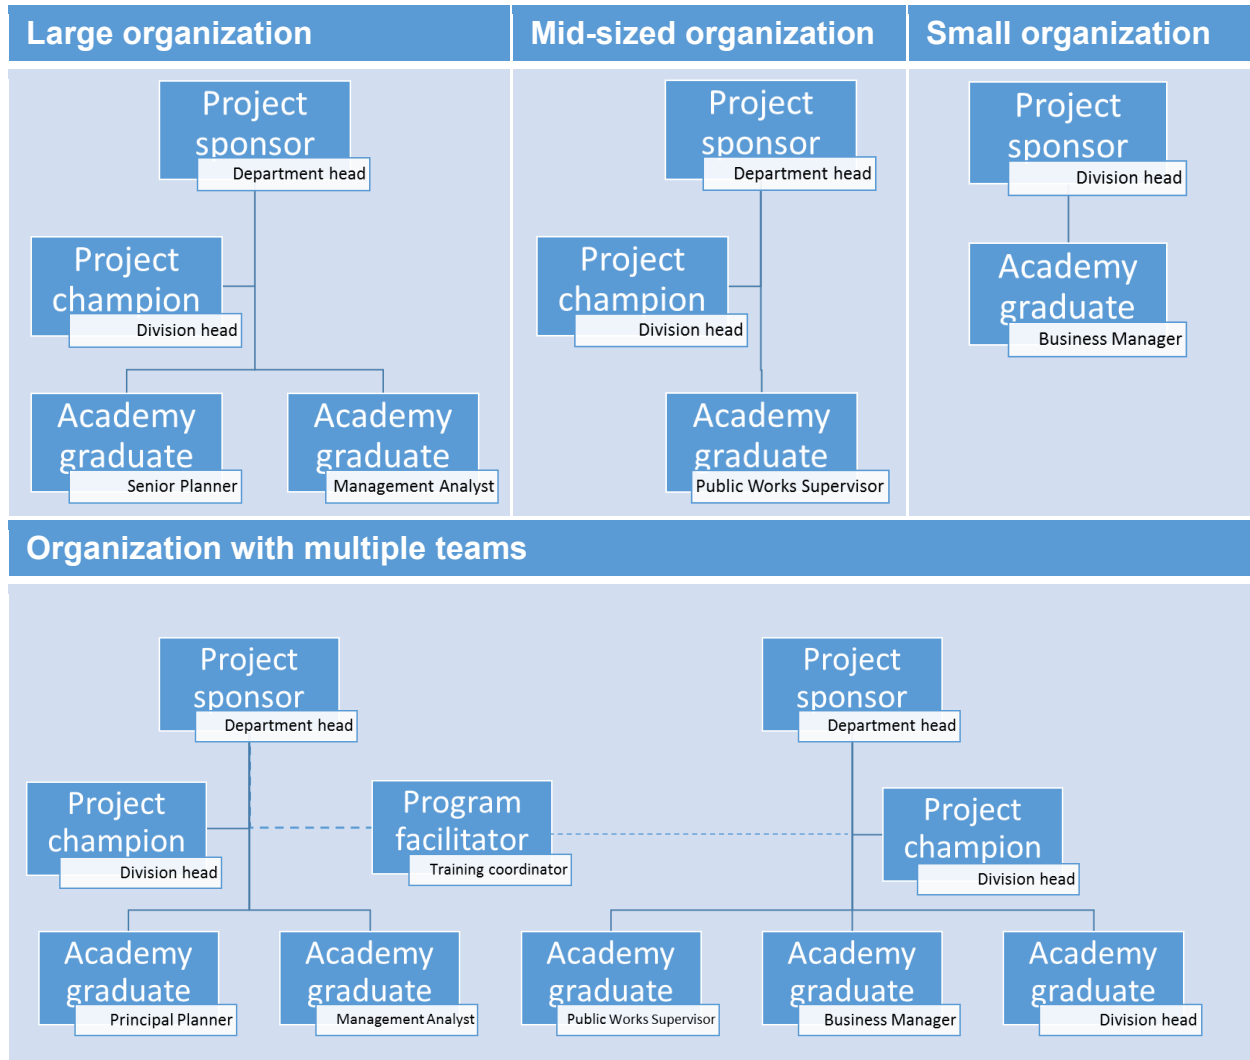 Large organization
Project
sponsor
Department head
Project
champion
Division head
Academy
graduate
Senior Planner
Academy
graduate
Management Analyst
Mid-sized organization
Project
sponsor
Department head
Project
champion
Division head
Academy
graduate
Public Works Supervisor
Small organization
Project
sponsor
Division head
Academy
graduate
Business Manager
Organization with multiple teams
Project
sponsor
Department head
Project
champion
Division head
Program
facilitator
Training coordinator
Academy
graduate
Principal Planner
Academy
graduate
Management Analyst
Project
sponsor
Department head
Project
champion
Division head
Academy
graduate
Public Works Supervisor
Academy
graduate
Business Manager
Academy
graduate
Division head